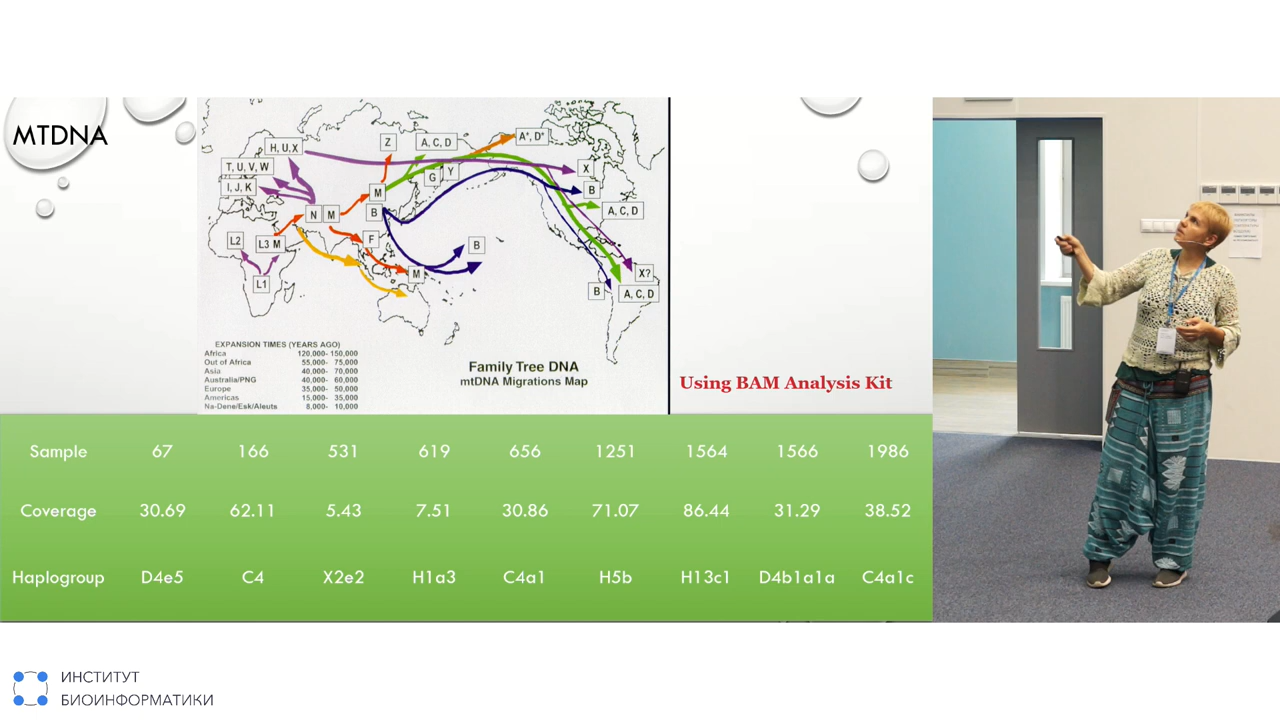 MTDNA
H, U,X
Z
A, C, D
A*, D*
T, U, V, W
G
Y
X
I, J, K
M
B
N
M
B
A, C, D
L2
L3 M
F
B
M
X?
L1
B
A, C, D
EXPANSION TIMES (YEARS AGO)
Africa 120,000- 150,000
Out of Africa 55,000- 75,000
Asia 40,000- 70,000
Australia/PNG 40,000- 60,000
Europe 35,000- 50,000
Americas 15,000- 35,000
Na-Dene/Esk/Aleuts 8,000- 10,000
Family Tree DNA
mtDNA Migrations Map
Using BAM Analysis Kit
Sample 67 166 531 619 656 1251 1564 1566 1986
Coverage 30.69 62.11 5.43 7.51 30.86 71.07 86.44 31.29 38.52
Haplogroup D4e5 C4 X2e2 H1a3 C4a1 H5b H13c1 D4b1a1a C4a1c
ИНСТИТУТ
БИОИНФОРМАТИКИ